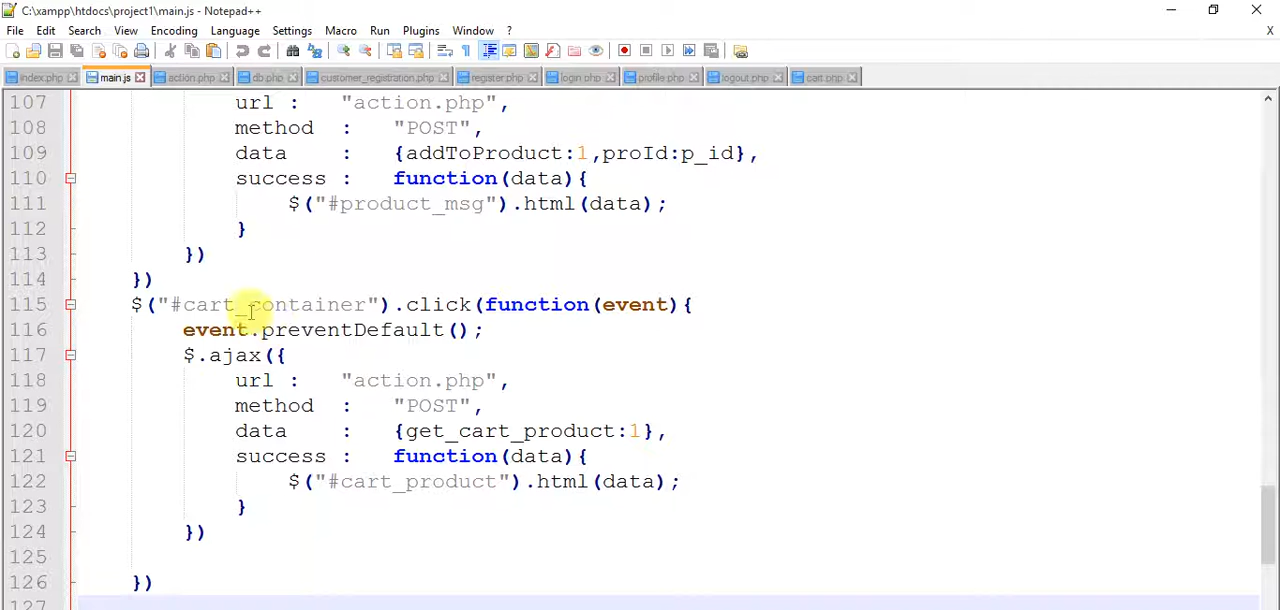 C:\xampp\htdocs\project1\main.js - Notepad++
File Edit Search View Encoding Language Settings Macro Run Plugins Window ? X
index.php main.js action.php db.php customer_registration.php register.php login.php profile.php logout.php cart.php
107 url : "action.php",
108 method : "POST",
109 data : {addToProduct:1,proId:p_id},
110 success : function(data){
111 $("#product_msg").html(data);
112 }
113 })
114 })
115 $("#cart_container").click(function(event){
116 event.preventDefault();
117 $.ajax({
118 url : "action.php",
119 method : "POST",
120 data : {get_cart_product:1},
121 success : function(data){
122 $("#cart_product").html(data);
123 }
124 })
125
126 })
127